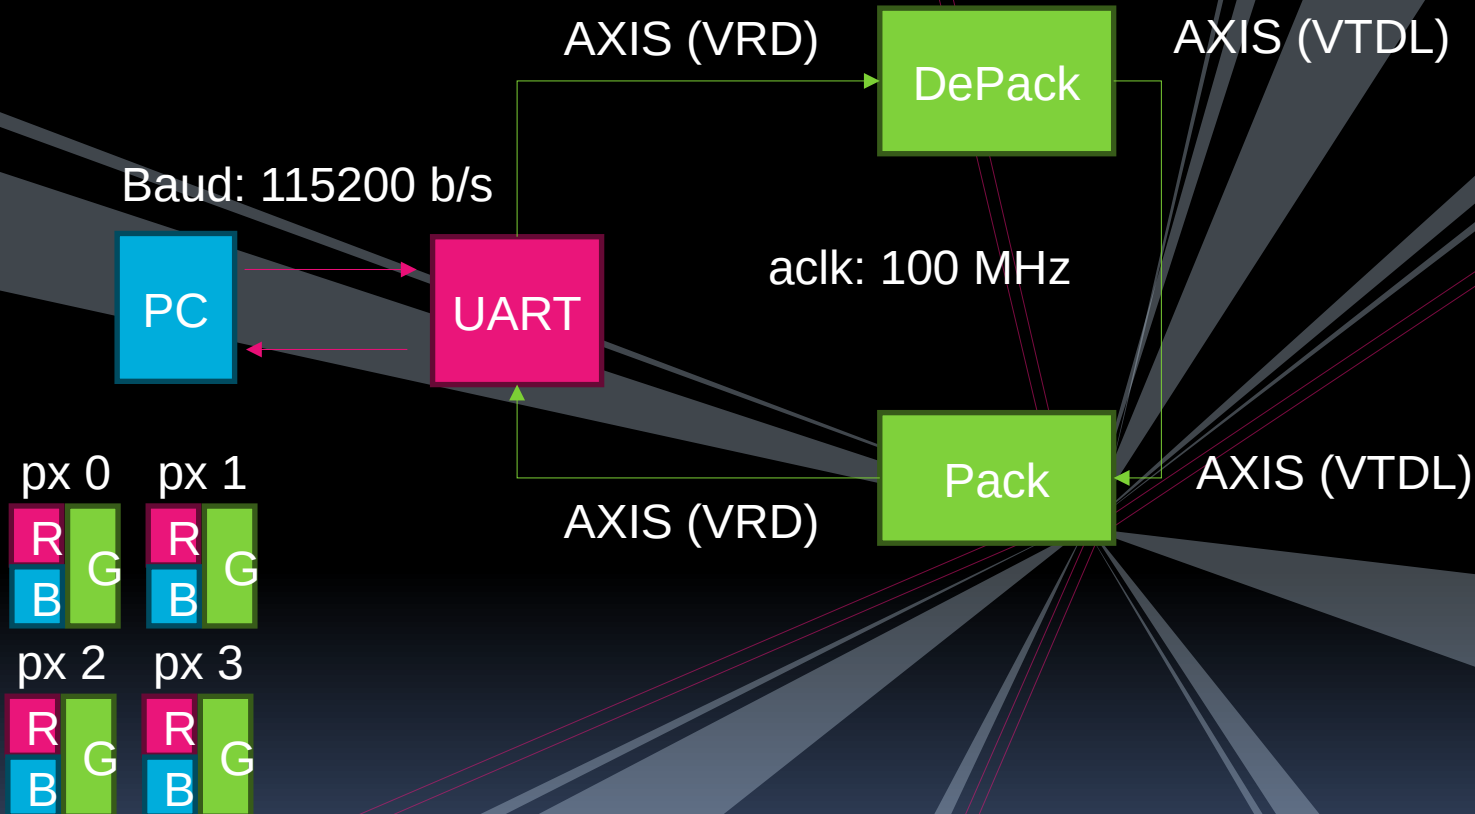 AXIS (VRD)
DePack
AXIS (VTDL)
Baud: 115200 b/s
PC
UART
aclk: 100 MHz
Pack
AXIS (VTDL)
AXIS (VRD)
px 0
px 1
R
G
B
R
G
B
px 2
px 3
R
G
B
R
G
B